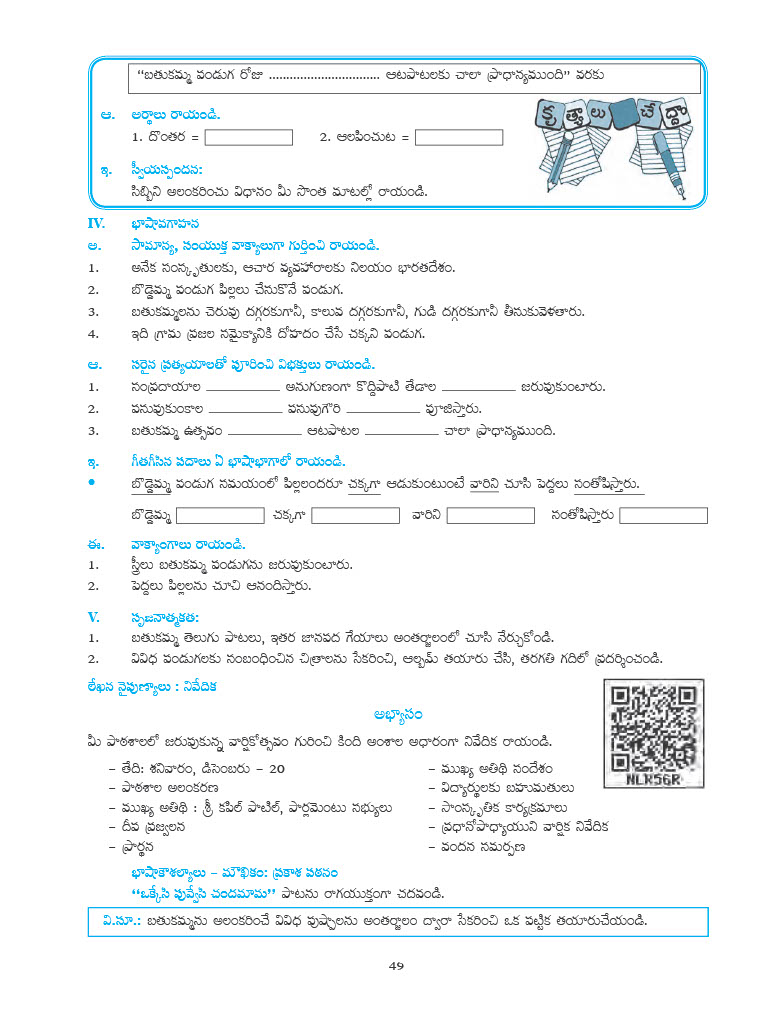 “బతుకమ్మ పండుగ రోజు ................................ ఆటపాటలకు చాలా ప్రాధాన్యముంది” వరకు
కృత్యాలు చేద్దాం
ఆ. అర్థాలు రాయండి.
1. దొంతర = 2. ఆలపించుట =
ఇ. స్వీయస్పందన:
సిబ్బిని అలంకరించు విధానం మీ సొంత మాటల్లో రాయండి.
IV. భాషావగాహన
అ. సామాన్య, సంయుక్త వాక్యాలుగా గుర్తించి రాయండి.
1. అనేక సంస్కృతులకు, ఆచార వ్యవహారాలకు నిలయం భారతదేశం.
2. బొడ్డెమ్మ పండుగ పిల్లలు చేసుకొనే పండుగ.
3. బతుకమ్మలను చెరువు దగ్గరకుగానీ, కాలువ దగ్గరకుగానీ, గుడి దగ్గరకుగానీ తీసుకువెళతారు.
4. ఇది గ్రామ ప్రజల సమైక్యానికి దోహదం చేసే చక్కని పండుగ.
ఆ. సరైన ప్రత్యయాలతో పూరించి విభక్తులు రాయండి.
1. సంప్రదాయాల ____________ అనుగుణంగా కొద్దిపాటి తేడాల ____________ జరుపుకుంటారు.
2. పసుపుకుంకాల ____________ పసుపుగౌరి ____________ పూజిస్తారు.
3. బతుకమ్మ ఉత్సవం ____________ ఆటపాటల ____________ చాలా ప్రాధాన్యముంది.
ఇ. గీతగీసిన పదాలు ఏ భాషాభాగాలో రాయండి.
• బొడ్డెమ్మ పండుగ సమయంలో పిల్లలందరూ చక్కగా ఆడుకుంటుంటే వారిని చూసి పెద్దలు సంతోషిస్తారు.
బొడ్డెమ్మ చక్కగా వారిని సంతోషిస్తారు
ఈ. వాక్యాంగాలు రాయండి.
1. స్త్రీలు బతుకమ్మ పండుగను జరుపుకుంటారు.
2. పెద్దలు పిల్లలను చూచి ఆనందిస్తారు.
V. సృజనాత్మకత:
1. బతుకమ్మ తెలుగు పాటలు, ఇతర జానపద గేయాలు అంతర్జాలంలో చూసి నేర్చుకోండి.
2. వివిధ పండుగలకు సంబంధించిన చిత్రాలను సేకరించి, ఆల్బమ్ తయారు చేసి, తరగతి గదిలో ప్రదర్శించండి.
లేఖన నైపుణ్యాలు : నివేదిక
అభ్యాసం
మీ పాఠశాలలో జరుపుకున్న వార్షికోత్సవం గురించి కింది అంశాల అధారంగా నివేదిక రాయండి.
NLR56R
– తేది: శనివారం, డిసెంబరు – 20
– పాఠశాల అలంకరణ
– ముఖ్య అతిథి : శ్రీ కపిల్ పాటిల్, పార్లమెంటు సభ్యులు
– దీప ప్రజ్వలన
– ప్రార్థన
– ముఖ్య అతిథి సందేశం
– విద్యార్థులకు బహుమతులు
– సాంస్కృతిక కార్యక్రమాలు
– ప్రధానోపాధ్యాయుని వార్షిక నివేదిక
– వందన సమర్పణ
భాషాకౌశల్యాలు – మౌఖికం: ప్రకాశ పఠనం
“ఒక్కేసి పువ్వేసి చందమామ” పాటను రాగయుక్తంగా చదవండి.
వి.సూ.: బతుకమ్మను అలంకరించే వివిధ పుష్పాలను అంతర్జాలం ద్వారా సేకరించి ఒక పట్టిక తయారుచేయండి.
49